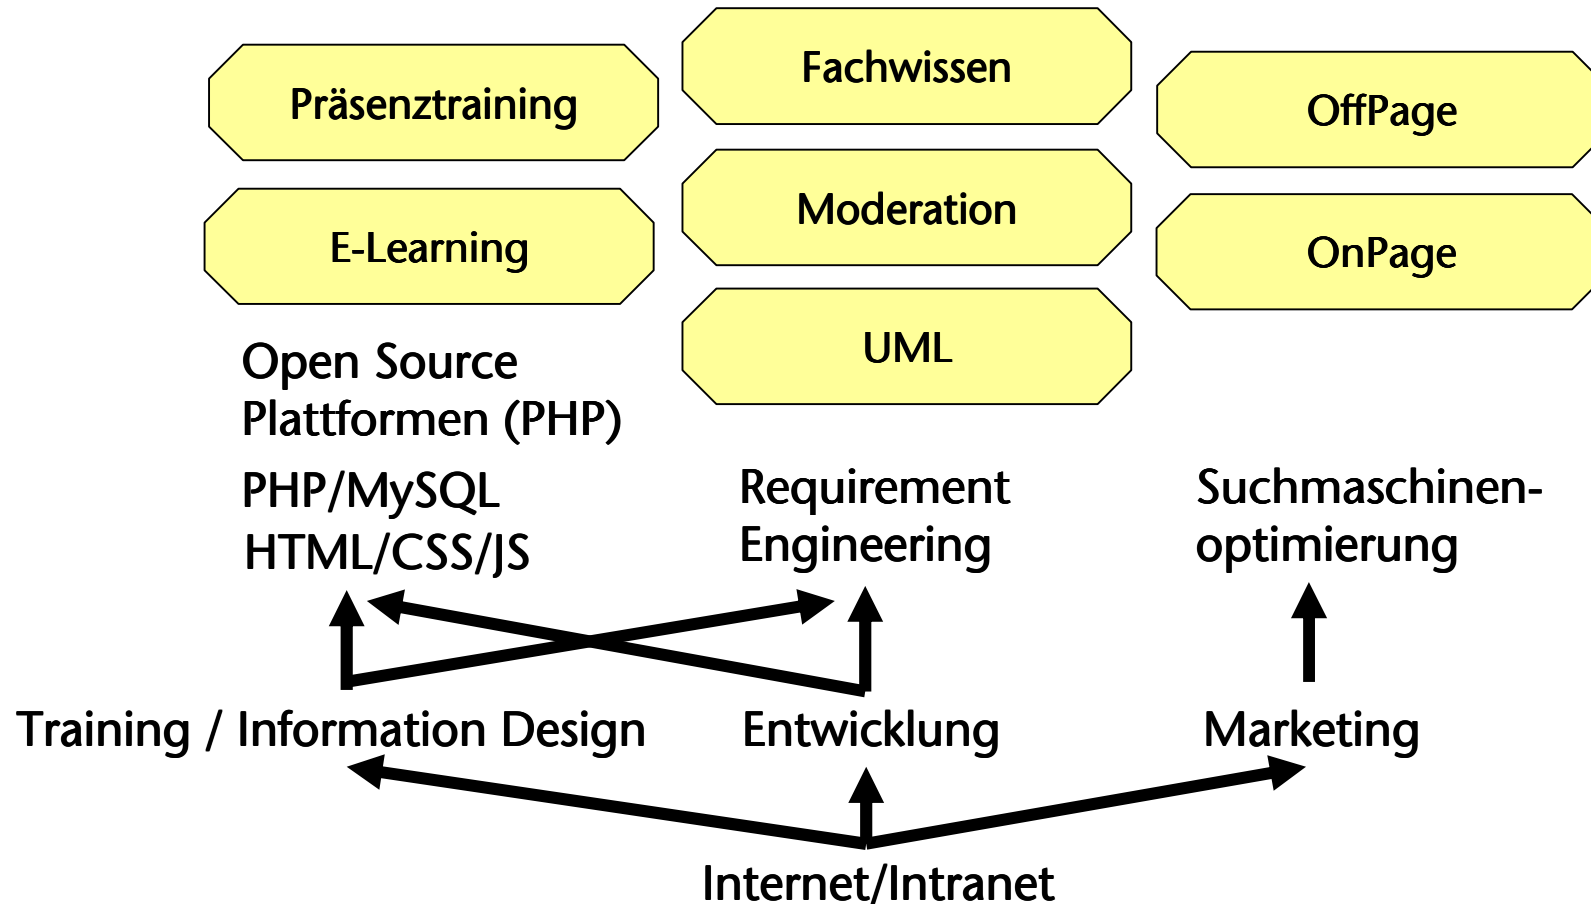 Präsenztraining
Fachwissen
OffPage
E-Learning
Moderation
OnPage
UML
Open Source
Plattformen (PHP)
PHP/MySQL
HTML/CSS/JS
Requirement
Engineering
Suchmaschinen-
optimierung
Training / Information Design
Entwicklung
Marketing
Internet/Intranet